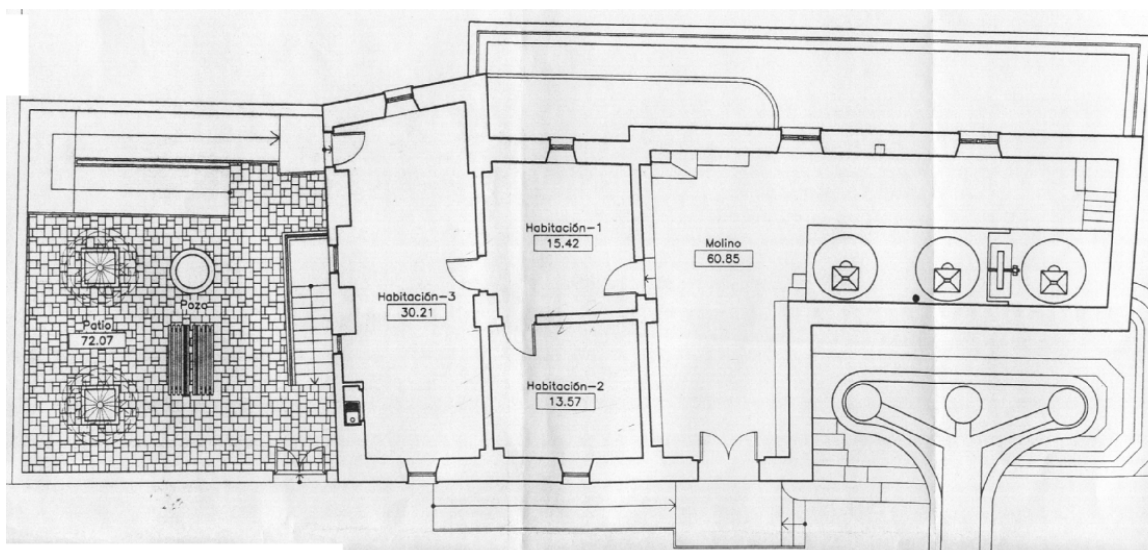 Habitación-1
15.42
Molino
60.85
Habitación-3
30.21
Pozo
Patio
72.07
Habitación-2
13.57